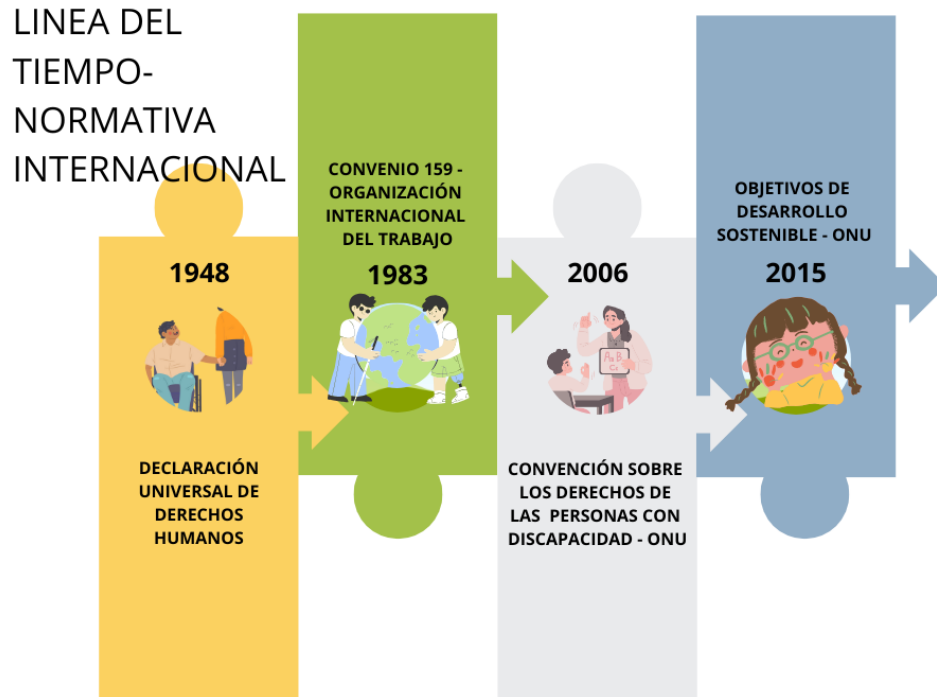 LINEA DEL
TIEMPO-
NORMATIVA
INTERNACIONAL
1948
DECLARACIÓN
UNIVERSAL DE
DERECHOS
HUMANOS
CONVENIO 159 -
ORGANIZACIÓN
INTERNACIONAL
DEL TRABAJO
1983
2006
A B
Cc
CONVENCIÓN SOBRE
LOS DERECHOS DE
LAS PERSONAS CON
DISCAPACIDAD - ONU
OBJETIVOS DE
DESARROLLO
SOSTENIBLE - ONU
2015